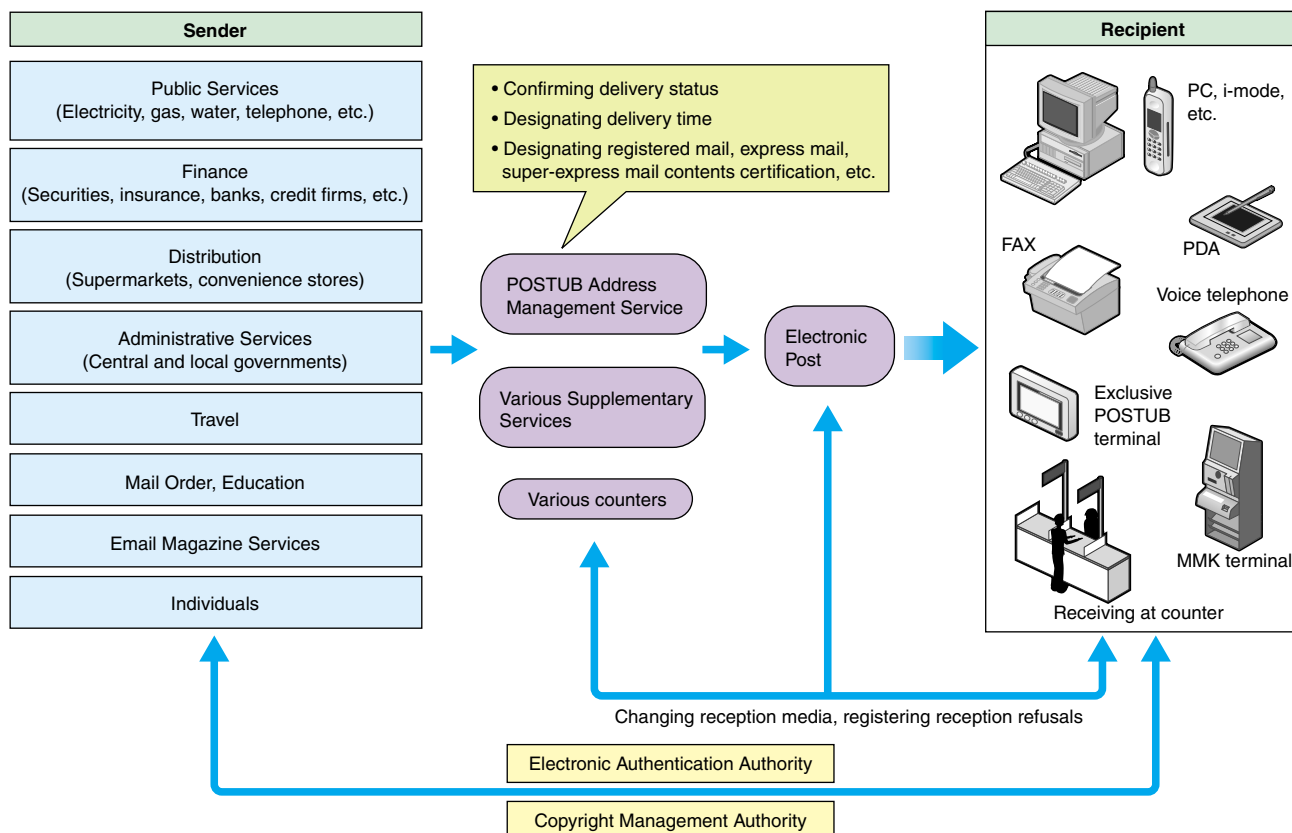 Sender
Public Services
(Electricity, gas, water, telephone, etc.)
Finance
(Securities, insurance, banks, credit firms, etc.)
Distribution
(Supermarkets, convenience stores)
Administrative Services
(Central and local governments)
Travel
Mail Order, Education
Email Magazine Services
Individuals
• Confirming delivery status
• Designating delivery time
• Designating registered mail, express mail,
super-express mail contents certification, etc.
POSTUB Address
Management Service
Various Supplementary
Services
Various counters
Electronic
Post
Recipient
PC, i-mode,
etc.
PDA
FAX
Voice telephone
Exclusive
POSTUB
terminal
MMK terminal
Receiving at counter
Changing reception media, registering reception refusals
Electronic Authentication Authority
Copyright Management Authority